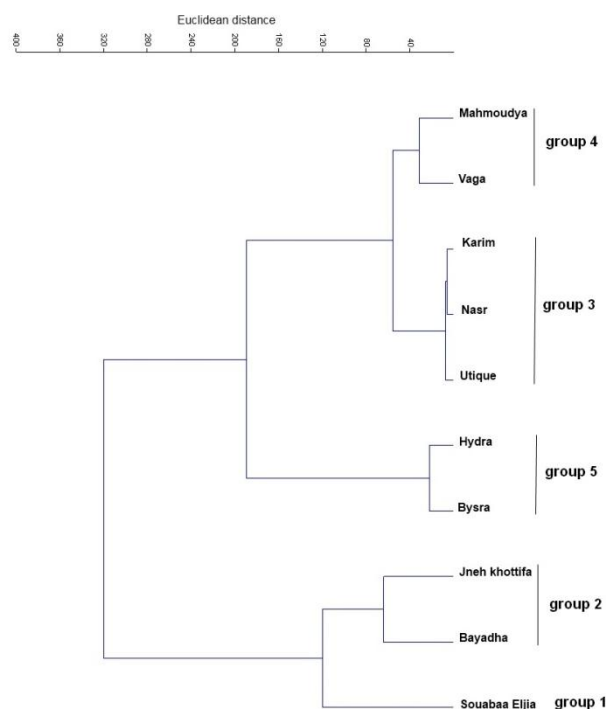 Euclidean distance
400 360 320 280 240 200 160 120 80 40
Mahmoudya
group 4
Vaga
Karim
Nasr
group 3
Utique
Hydra
group 5
Bysra
Jneh khottifa
group 2
Bayadha
Souabaa Eljia group 1